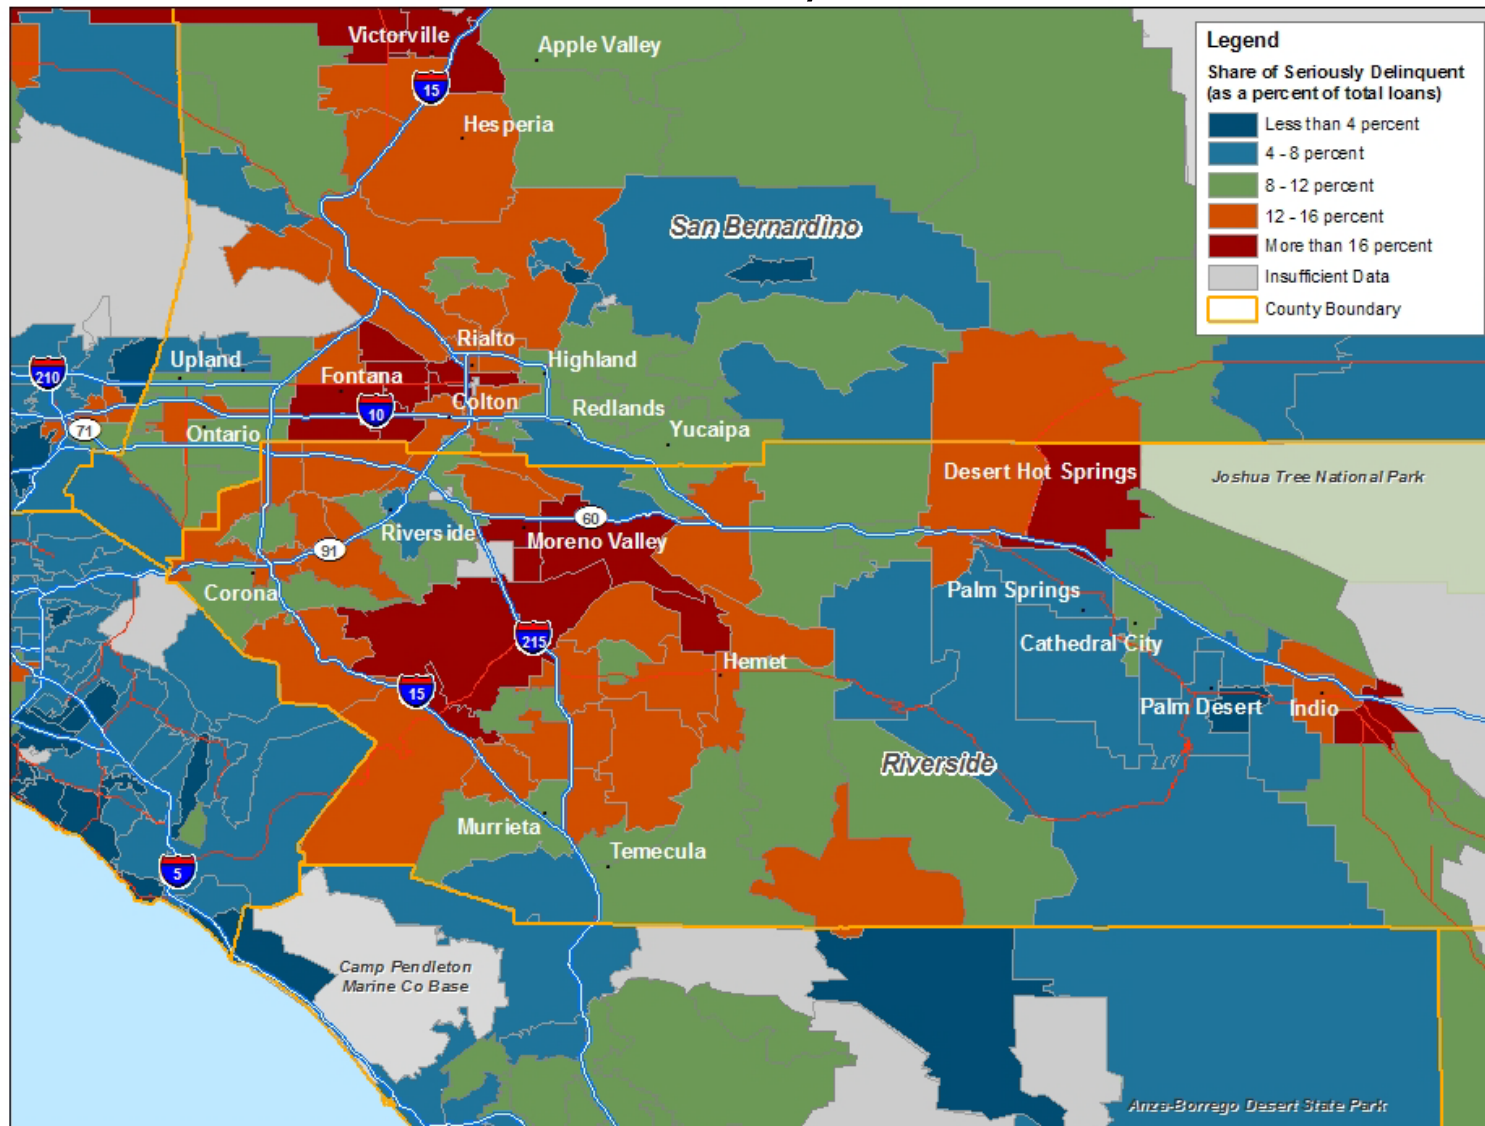 Victorville
Apple Valley
15
Hesperia
Legend
Share of Seriously Delinquent
(as a percent of total loans)
Less than 4 percent
4 - 8 percent
8 - 12 percent
12 - 16 percent
More than 16 percent
Insufficient Data
County Boundary
San Bernardino
Rialto
Upland
Highland
210
Fontana
10
Colton
Redlands
71
Ontario
Yucaipa
Desert Hot Springs
Joshua Tree National Park
60
Riverside
Moreno Valley
91
Corona
Palm Springs
215
Cathedral City
Hemet
15
Palm Desert
Indio
Riverside
Murrieta
Temecula
5
Camp Pendleton
Marine Co Base
Anza-Borrego Desert State Park